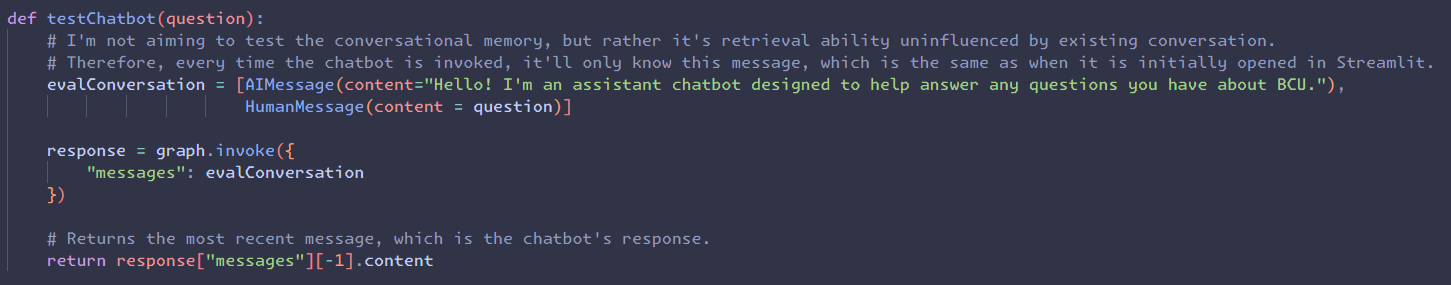 def testChatbot(question):
    # I'm not aiming to test the conversational memory, but rather it's retrieval ability uninfluenced by existing conversation.
    # Therefore, every time the chatbot is invoked, it'll only know this message, which is the same as when it is initially opened in Streamlit.
    evalConversation = [AIMessage(content="Hello! I'm an assistant chatbot designed to help answer any questions you have about BCU."),
                        HumanMessage(content = question)]

    response = graph.invoke({
        "messages": evalConversation
    })

    # Returns the most recent message, which is the chatbot's response.
    return response["messages"][-1].content